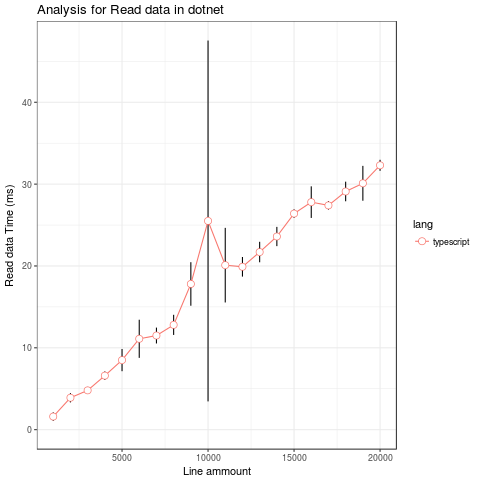 Analysis for Read data in dotnet
Read data Time (ms)
40
30
20
10
0
5000
10000
15000
20000
Line ammount
lang
typescript